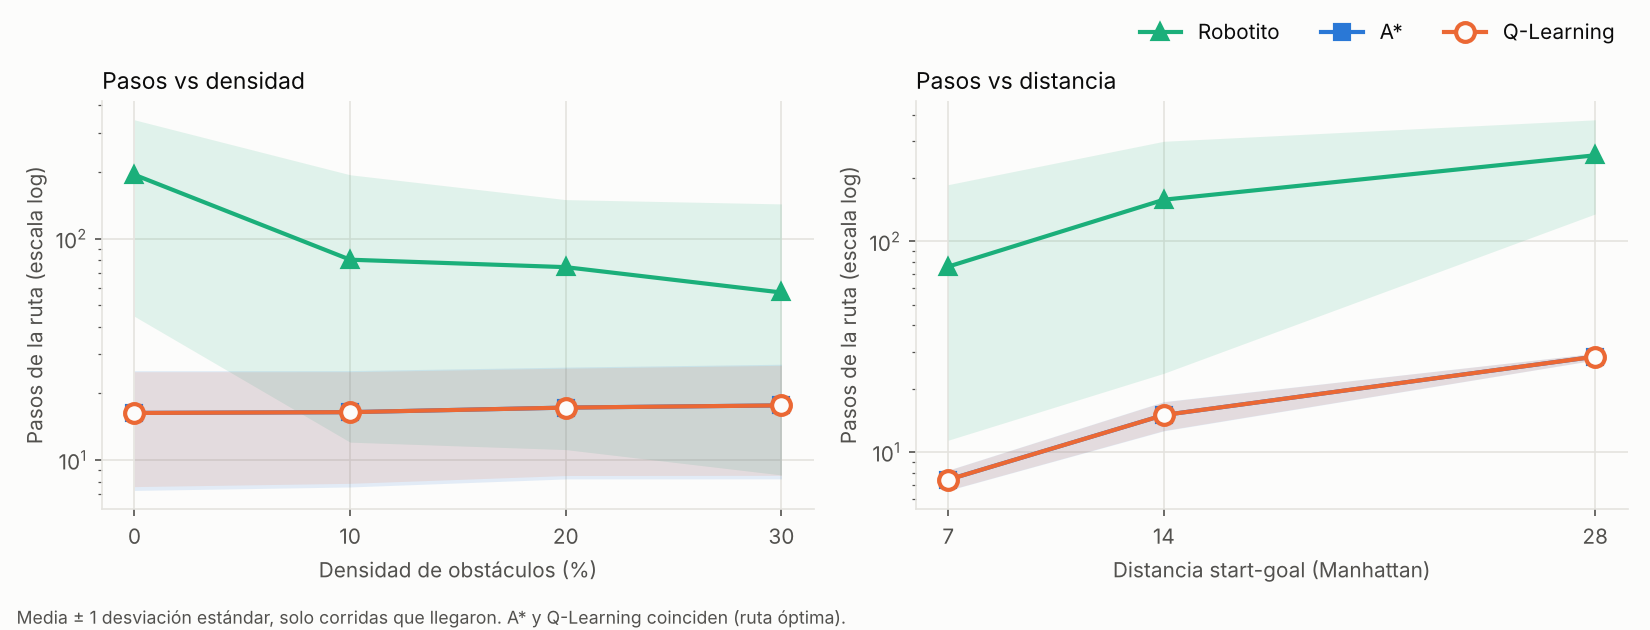 Robotito
A*
Q-Learning
Pasos vs densidad
Pasos de la ruta (escala log)
10²
10¹
0
10
20
30
Densidad de obstáculos (%)
Pasos vs distancia
Pasos de la ruta (escala log)
10²
10¹
7
14
28
Distancia start-goal (Manhattan)
Media ± 1 desviación estándar, solo corridas que llegaron. A* y Q-Learning coinciden (ruta óptima).